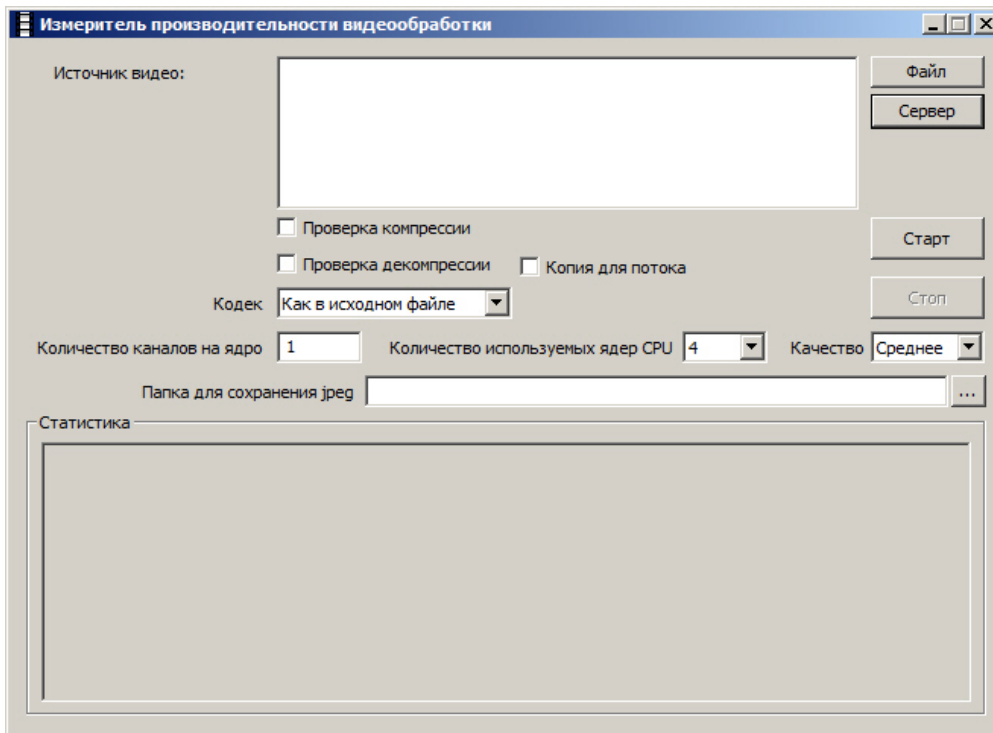 Измеритель производительности видеообработки
Источник видео:
Файл
Сервер
Проверка компрессии
Старт
Проверка декомпрессии
Копия для потока
Кодек
Как в исходном файле
Стоп
Количество каналов на ядро
1
Количество используемых ядер CPU
4
Качество
Среднее
Папка для сохранения jpeg
...
Статистика